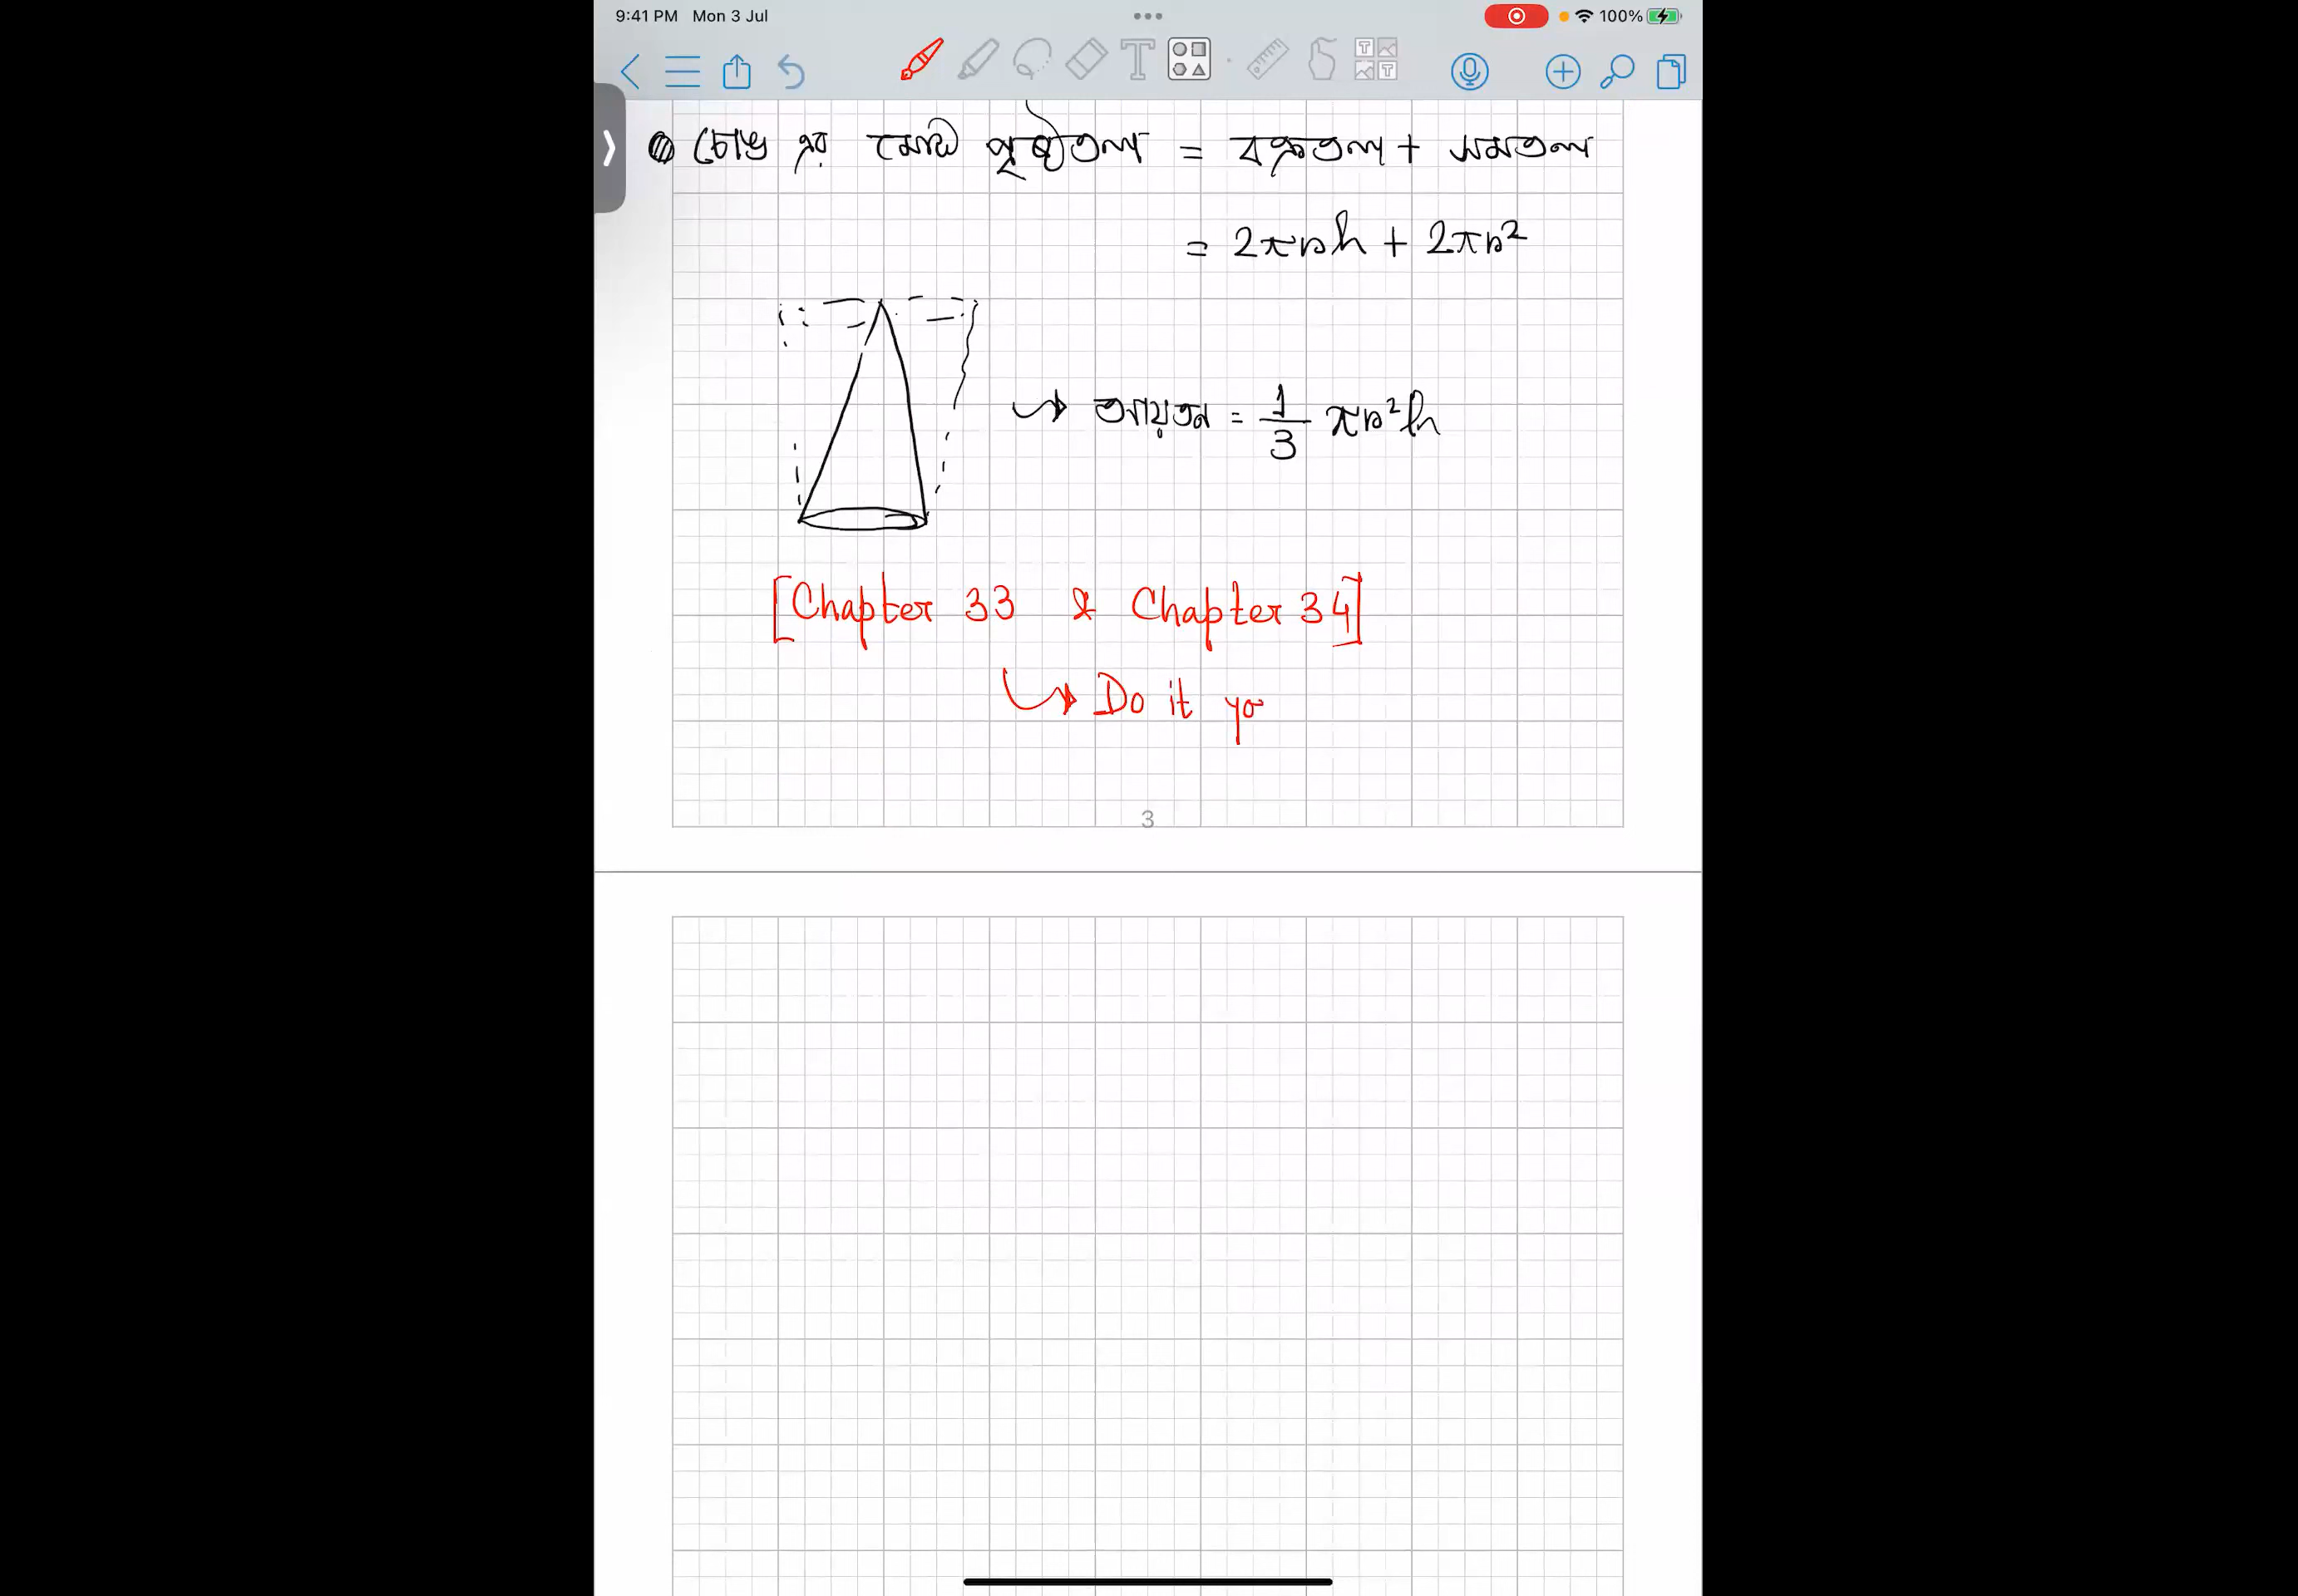 9:41 PM Mon 3 Jul
100%
চোঙ এর মোট পৃষ্ঠতল = বক্রতল + সমতল
= 2πrh + 2πr²
→ আয়তন = 1/3 πr²h
[Chapter 33 & Chapter 34]
→ Do it yo
3